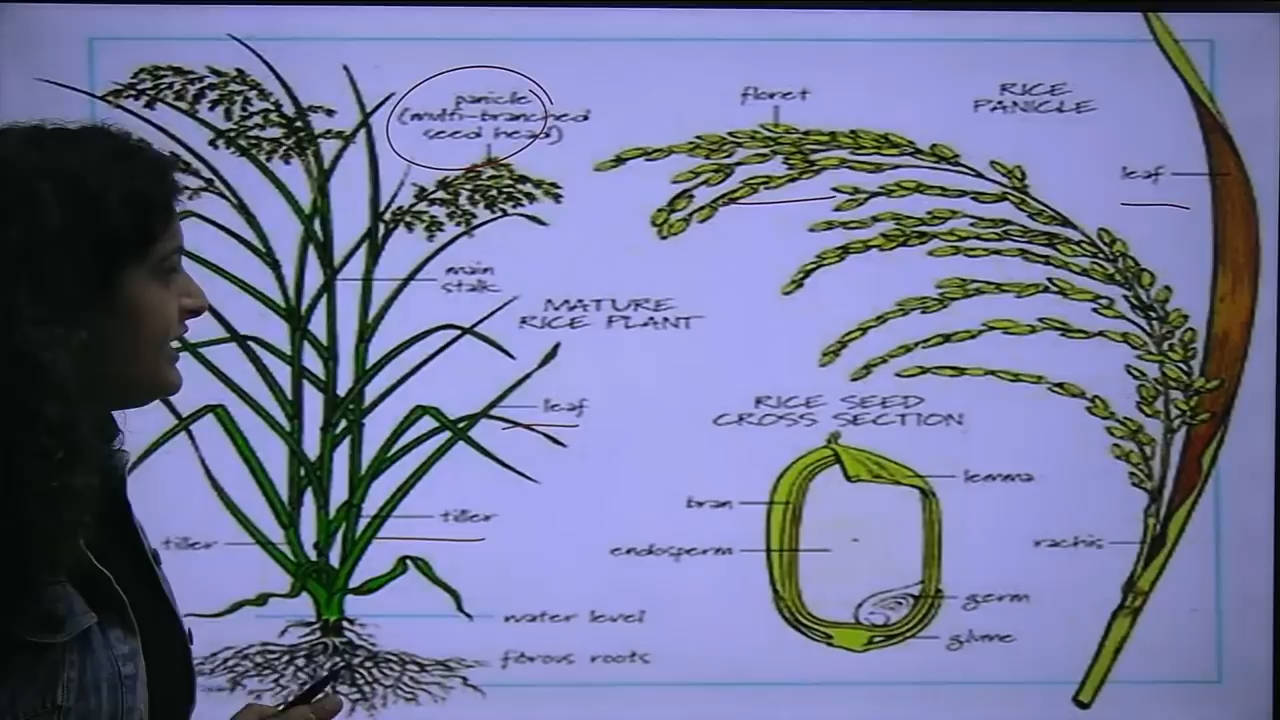 panicle
(multi-branched
seed head)
main
stalk
MATURE
RICE PLANT
leaf
tiller
tiller
water level
fibrous roots
floret
RICE
PANICLE
leaf
rachis
RICE SEED
CROSS SECTION
lemma
bran
endosperm
germ
glume